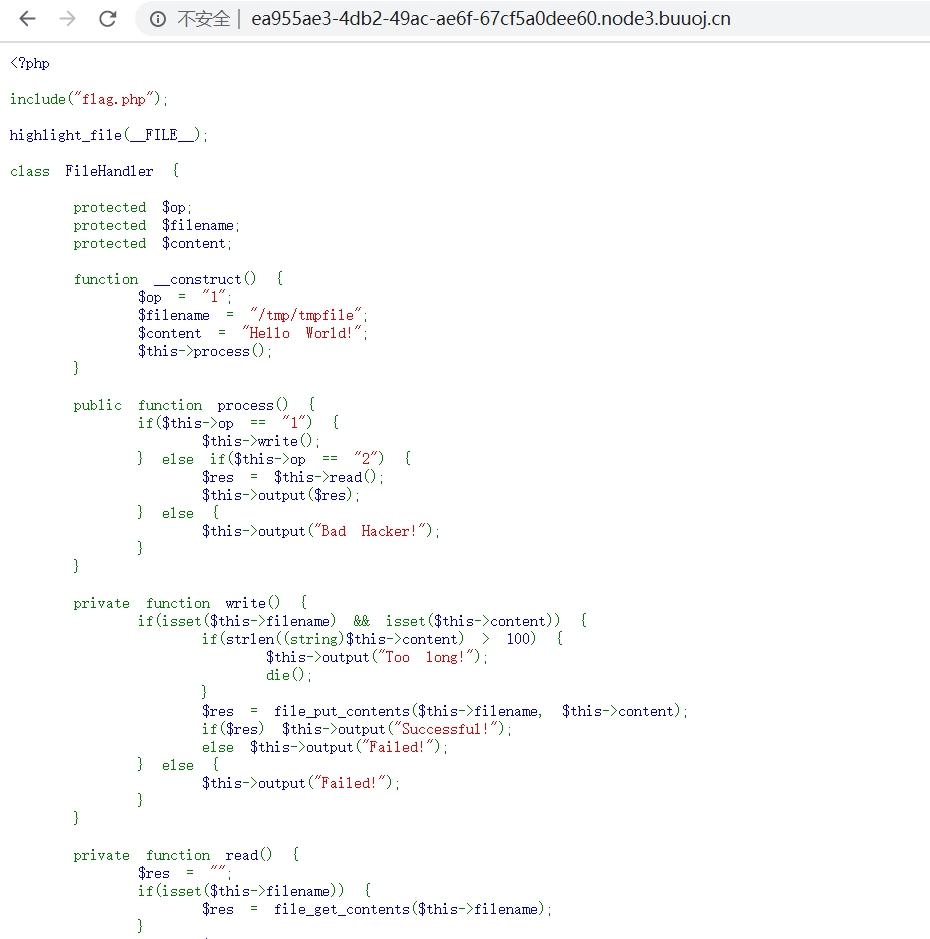 不安全 | ea955ae3-4db2-49ac-ae6f-67cf5a0dee60.node3.buuoj.cn
<?php
include("flag.php");
highlight_file(__FILE__);
class FileHandler {
protected $op;
protected $filename;
protected $content;
function __construct() {
$op = "1";
$filename = "/tmp/tmpfile";
$content = "Hello World!";
$this->process();
}
public function process() {
if($this->op == "1") {
$this->write();
} else if($this->op == "2") {
$res = $this->read();
$this->output($res);
} else {
$this->output("Bad Hacker!");
}
}
private function write() {
if(isset($this->filename) && isset($this->content)) {
if(strlen((string)$this->content) > 100) {
$this->output("Too long!");
die();
}
$res = file_put_contents($this->filename, $this->content);
if($res) $this->output("Successful!");
else $this->output("Failed!");
} else {
$this->output("Failed!");
}
}
private function read() {
$res = "";
if(isset($this->filename)) {
$res = file_get_contents($this->filename);
}